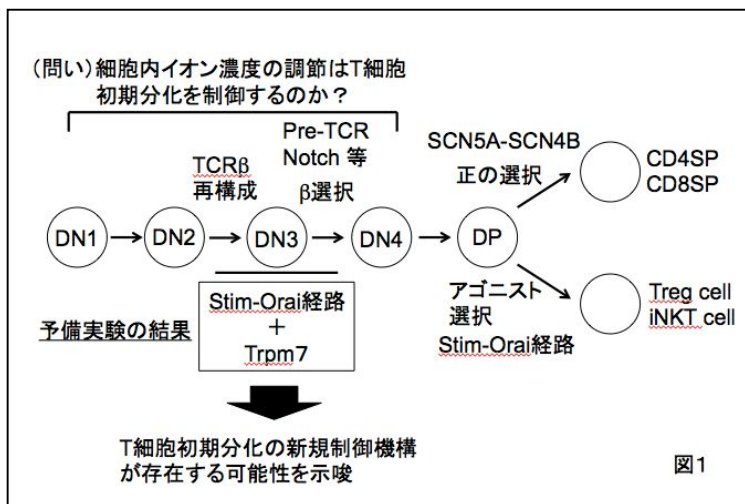 (問い)細胞内イオン濃度の調節はT細胞
初期分化を制御するのか？
Pre-TCR
Notch 等
TCRβ
再構成
β選択
SCN5A-SCN4B
正の選択
CD4SP
CD8SP
DN1
DN2
DN3
DN4
DP
アゴニスト
選択
Stim-Orai経路
Treg cell
iNKT cell
予備実験の結果
Stim-Orai経路
＋
Trpm7
T細胞初期分化の新規制御機構
が存在する可能性を示唆
図1